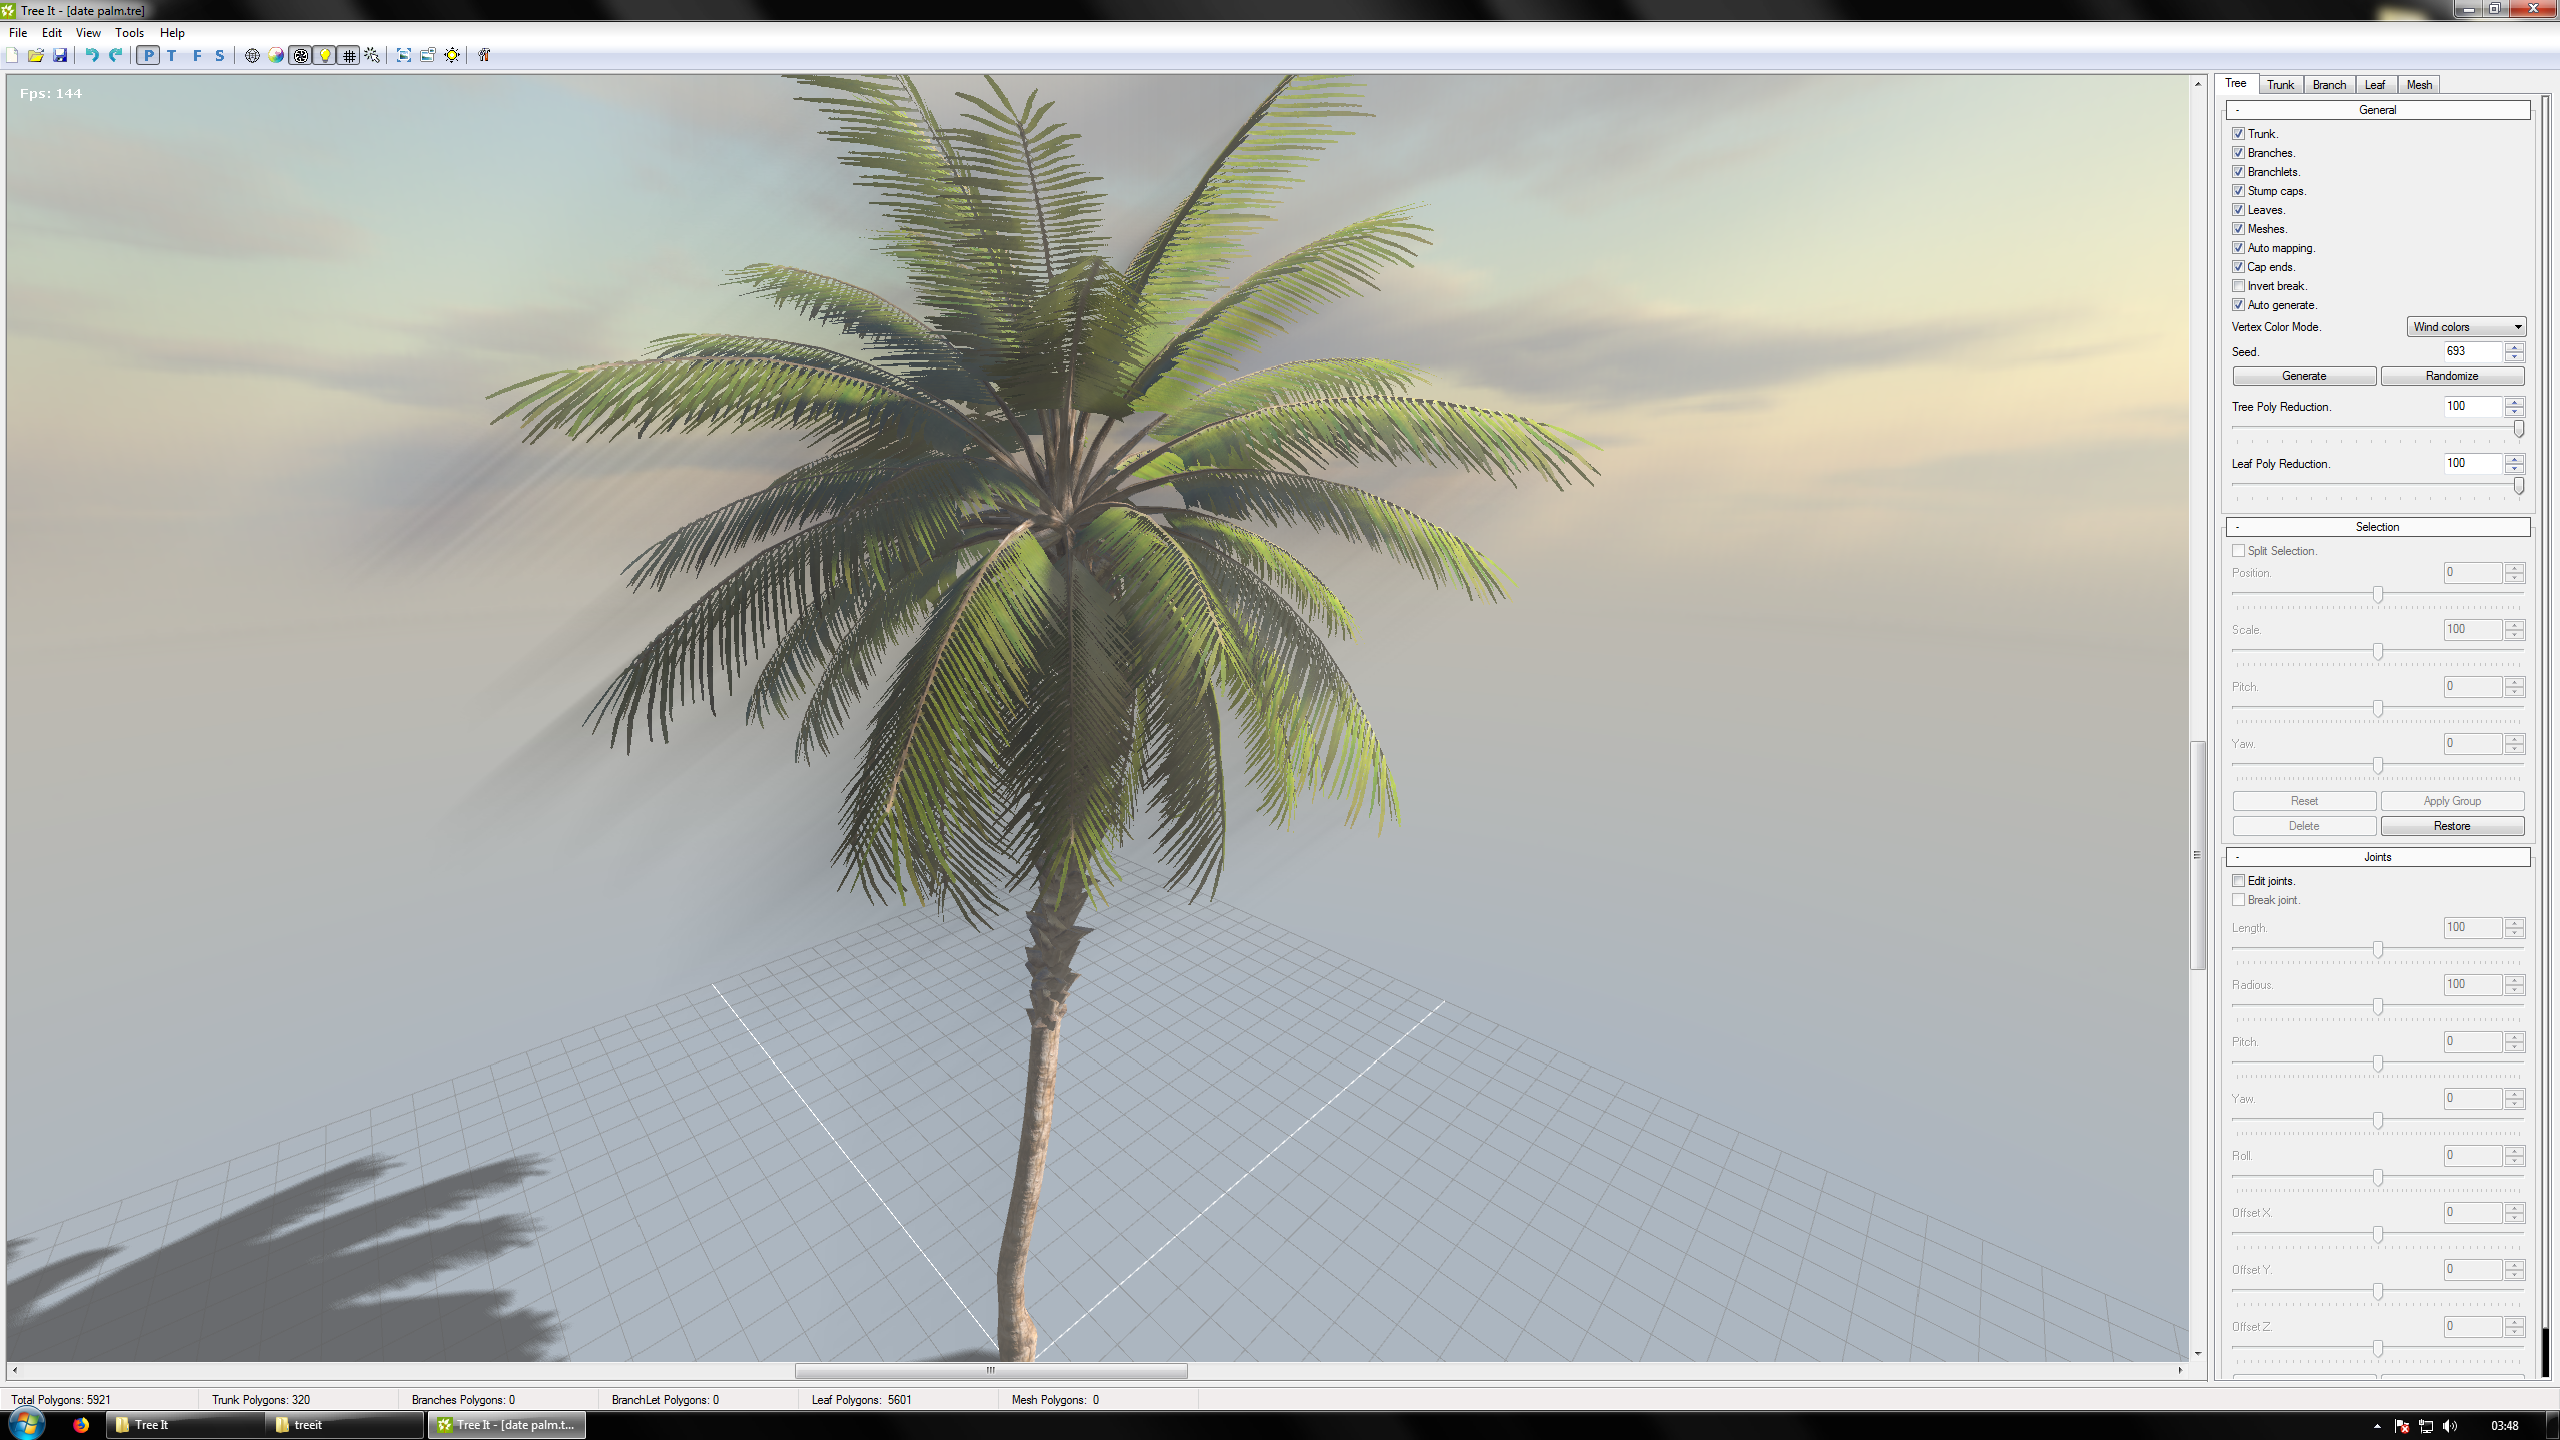 Tree It - [date palm.tre]
File Edit View Tools Help
P T F S
Fps: 144
Tree Trunk Branch Leaf Mesh
- General
Trunk.
Branches.
Branchlets.
Stump caps.
Leaves.
Meshes.
Auto mapping.
Cap ends.
Invert break.
Auto generate.
Vertex Color Mode. Wind colors
Seed. 693
Generate Randomize
Tree Poly Reduction. 100
Leaf Poly Reduction. 100
- Selection
Split Selection.
Position. 0
Scale. 100
Pitch. 0
Yaw. 0
Reset Apply Group
Delete Restore
- Joints
Edit joints.
Break joint.
Length. 100
Radious. 100
Pitch. 0
Yaw. 0
Roll. 0
Offset X. 0
Offset Y. 0
Offset Z. 0
Total Polygons: 5921 Trunk Polygons: 320 Branches Polygons: 0 BranchLet Polygons: 0 Leaf Polygons: 5601 Mesh Polygons: 0
Tree It treeit Tree It - [date palm.t... 03:48